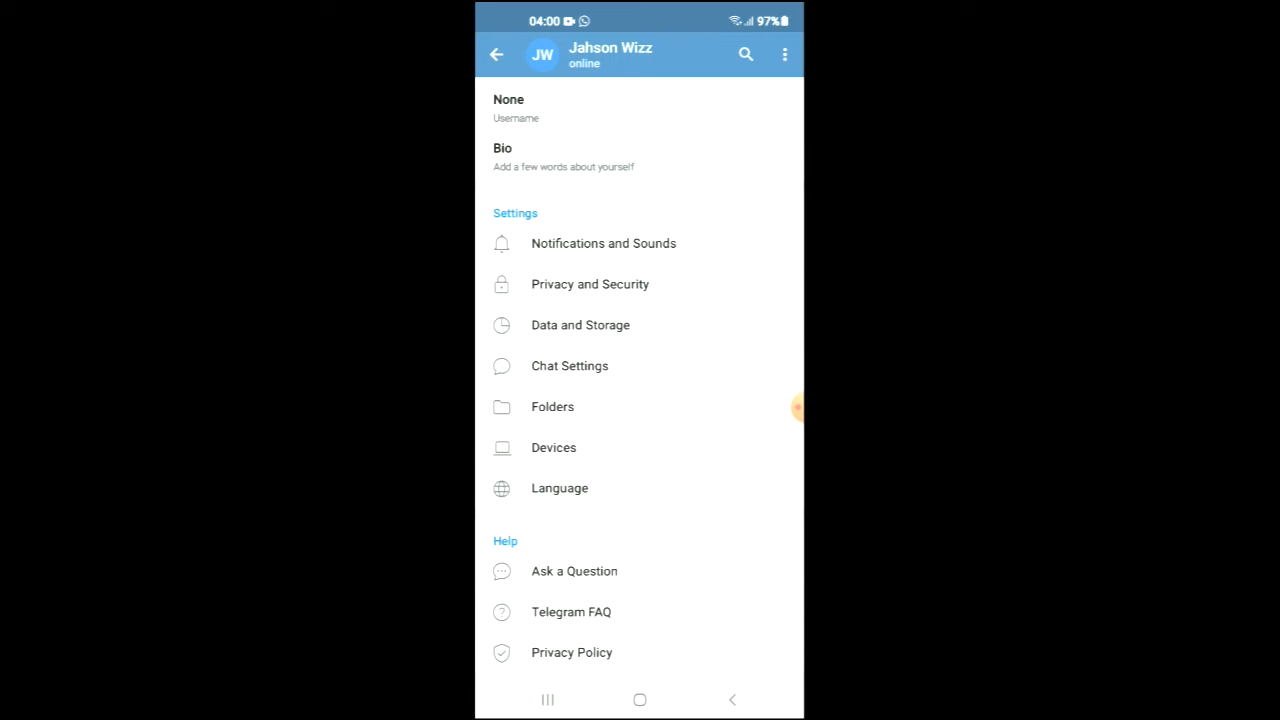 04:00 97%
JW Jahson Wizz
online
None
Username
Bio
Add a few words about yourself
Settings
Notifications and Sounds
Privacy and Security
Data and Storage
Chat Settings
Folders
Devices
Language
Help
Ask a Question
Telegram FAQ
Privacy Policy